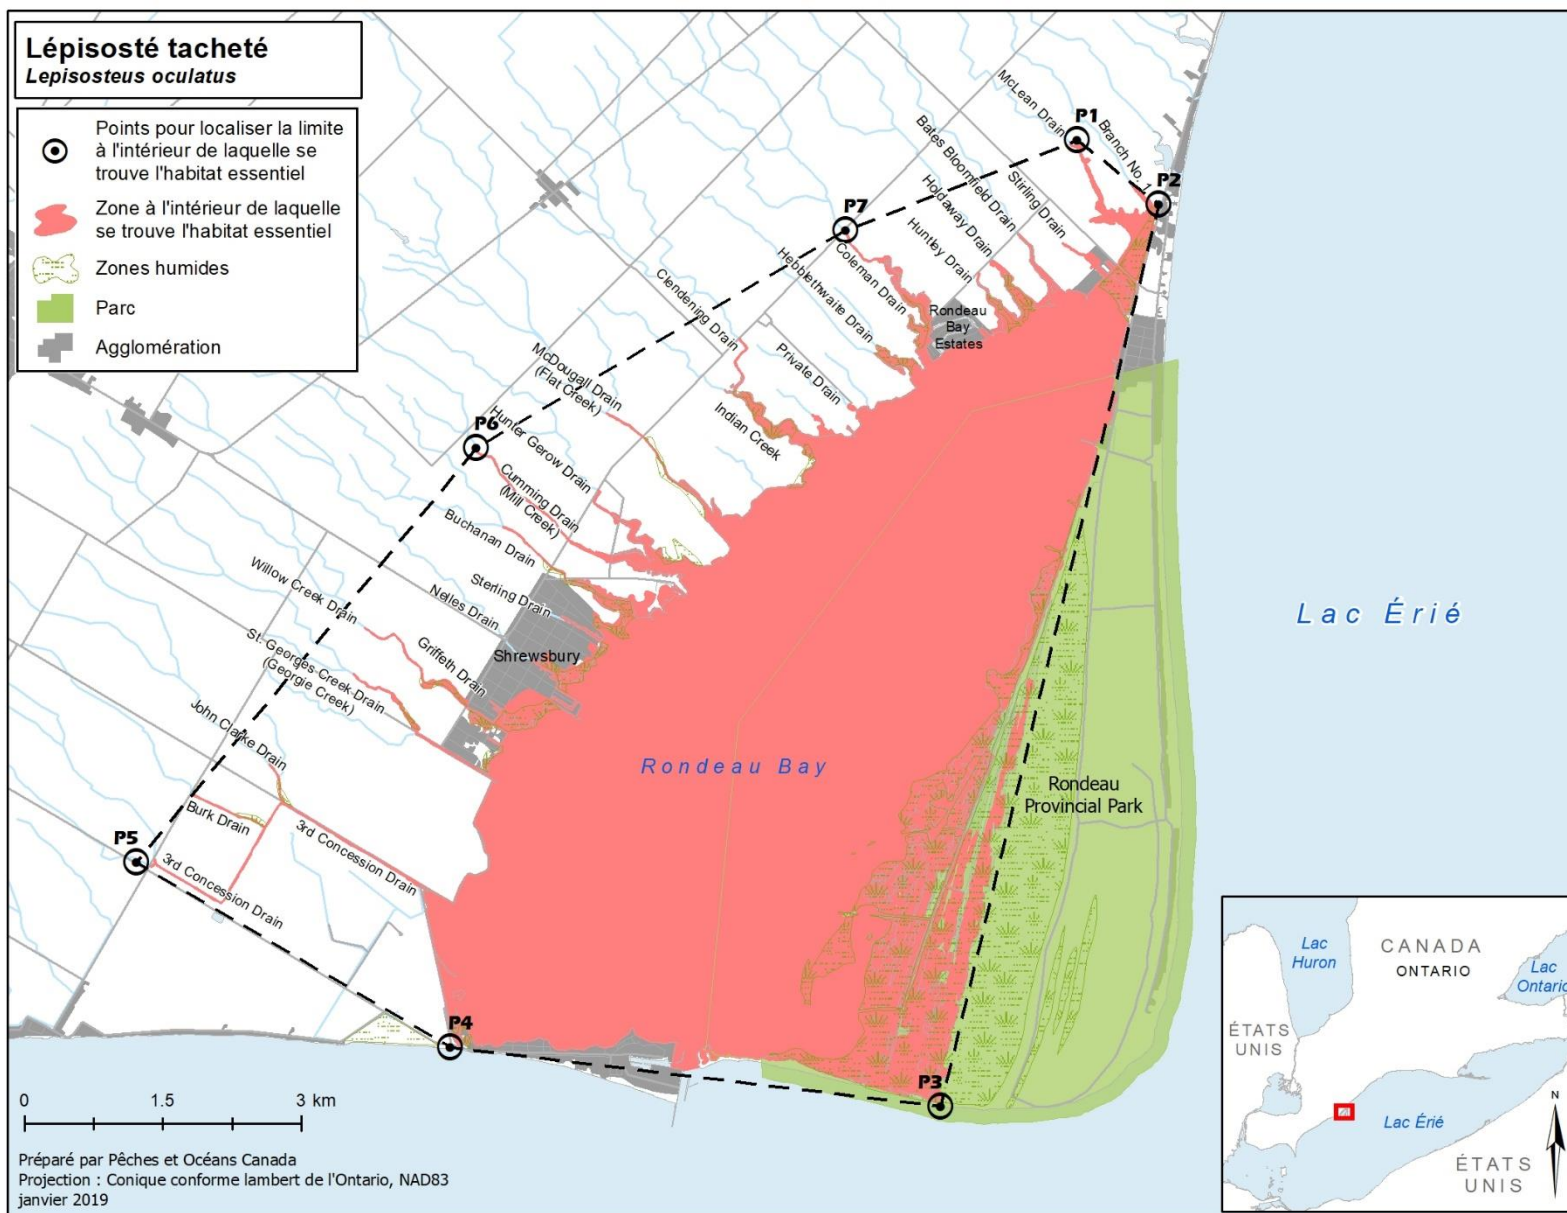 Lépisosté tacheté
Lepisosteus oculatus
Points pour localiser la limite
à l'intérieur de laquelle se
trouve l'habitat essentiel
Zone à l'intérieur de laquelle
se trouve l'habitat essentiel
Zones humides
Parc
Agglomération
P1
McLean Drain
Branch No. 1
P2
Bates Bloomfield Drain
Stirling Drain
Holdaway Drain
Huntley Drain
P7
Coleman Drain
Hebblethwaite Drain
Rondeau
Bay
Estates
Clendening Drain
Private Drain
Indian Creek
McDougall Drain
(Flat Creek)
P6
Hunter Gerow Drain
Cumming Drain
(Mill Creek)
Buchanan Drain
Sterling Drain
Nelles Drain
Willow Creek Drain
Griffeth Drain
Shrewsbury
St. Georges Creek Drain
(Georgie Creek)
John Clarke Drain
Burk Drain
P5
3rd Concession Drain
3rd Concession Drain
P4
P3
Rondeau Bay
Rondeau
Provincial Park
Lac Érié
0 1.5 3 km
Préparé par Pêches et Océans Canada
Projection : Conique conforme lambert de l'Ontario, NAD83
janvier 2019
Lac
Huron
CANADA
ONTARIO
Lac
Ontario
ÉTATS
UNIS
Lac Érié
ÉTATS
UNIS
N